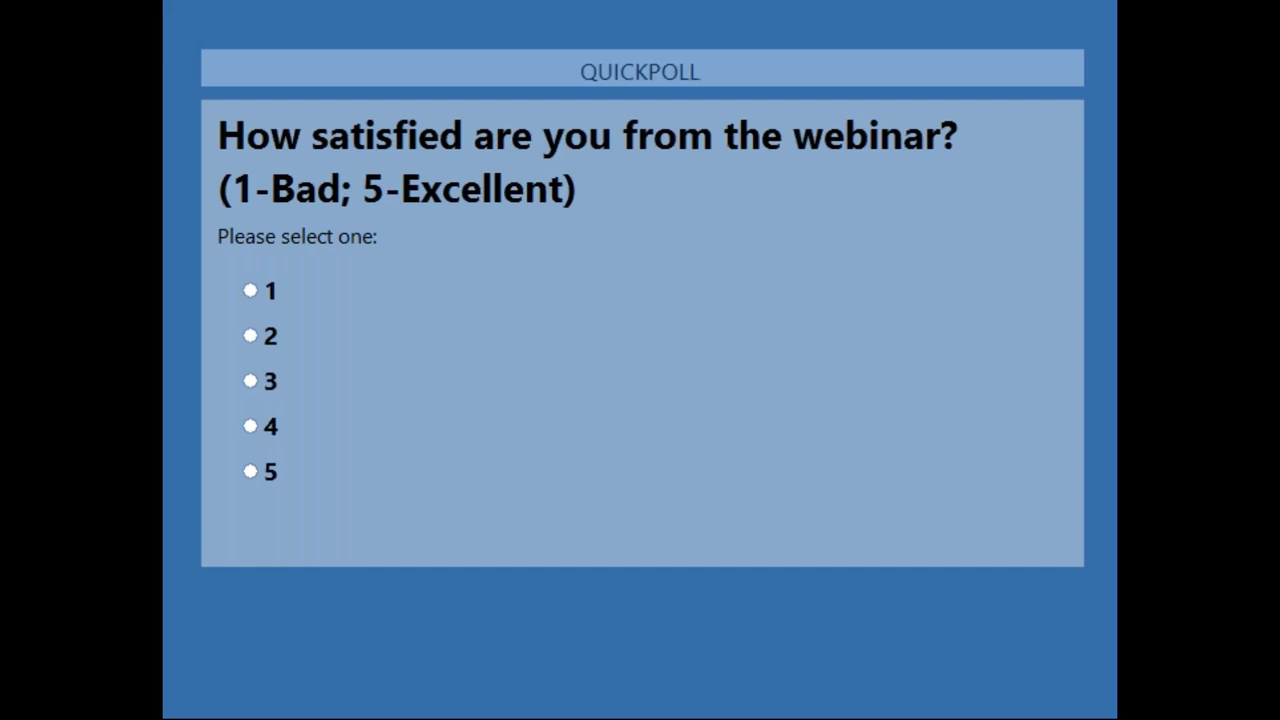 QUICKPOLL
How satisfied are you from the webinar?
(1-Bad; 5-Excellent)
Please select one:
1
2
3
4
5